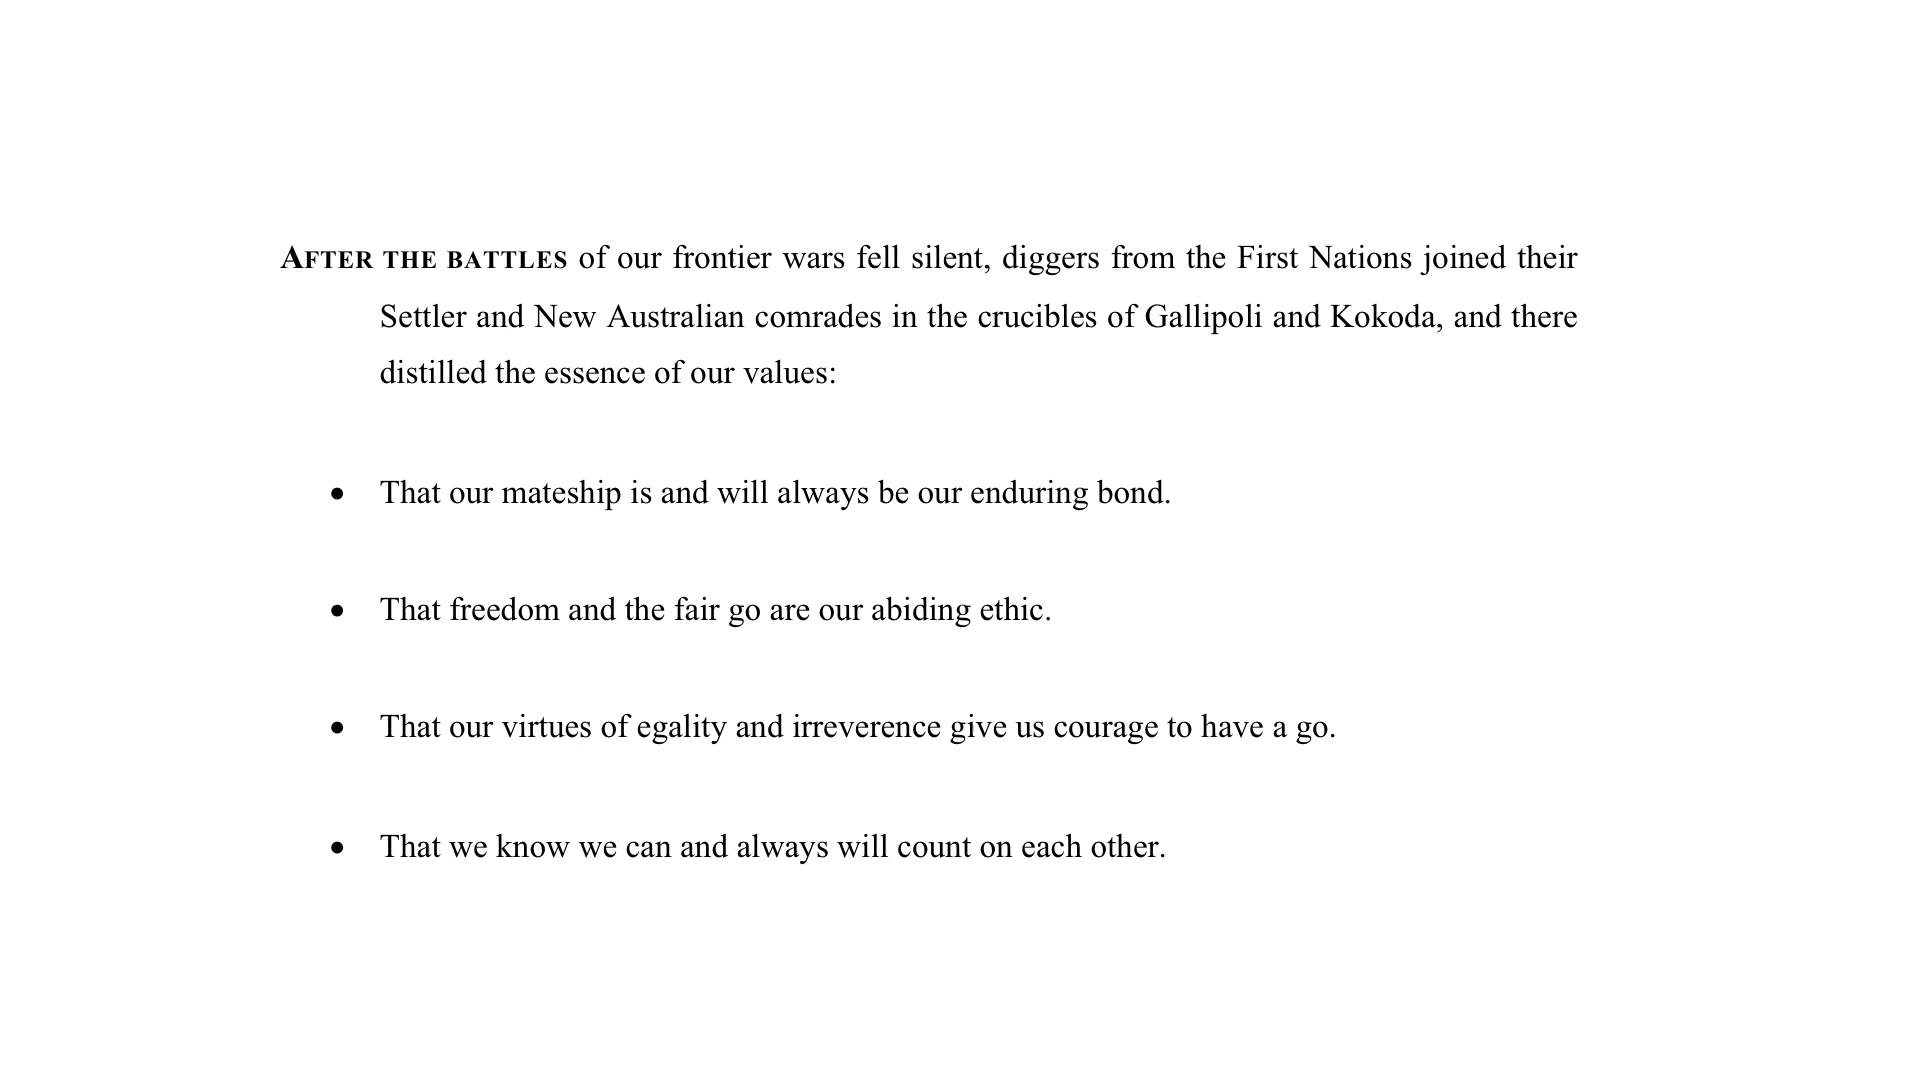 AFTER THE BATTLES of our frontier wars fell silent, diggers from the First Nations joined their
Settler and New Australian comrades in the crucibles of Gallipoli and Kokoda, and there
distilled the essence of our values:
• That our mateship is and will always be our enduring bond.
• That freedom and the fair go are our abiding ethic.
• That our virtues of egality and irreverence give us courage to have a go.
• That we know we can and always will count on each other.